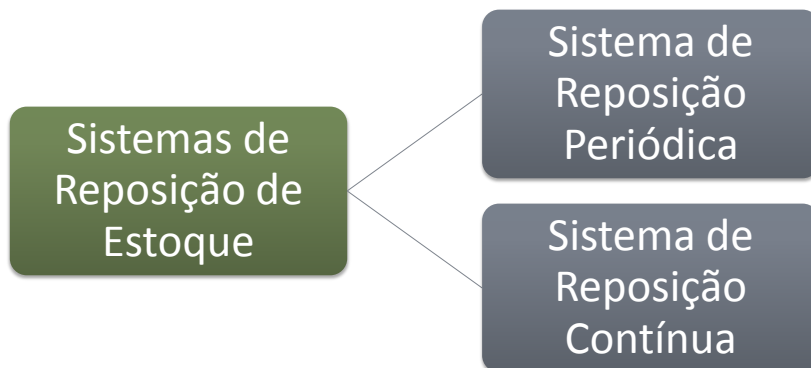 Sistemas de
Reposição de
Estoque
Sistema de
Reposição
Periódica
Sistema de
Reposição
Contínua